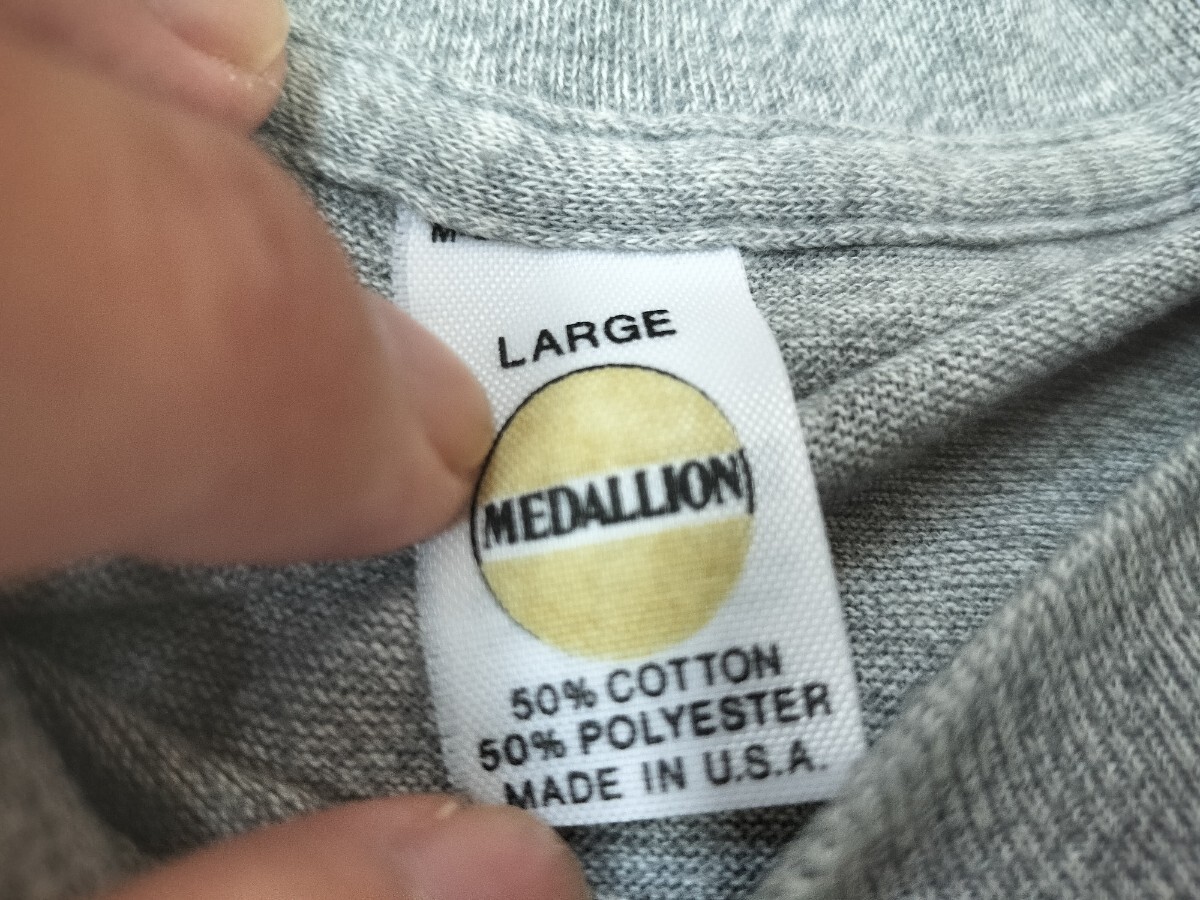 LARGE
MEDALLION
50% COTTON
50% POLYESTER
MADE IN U.S.A.